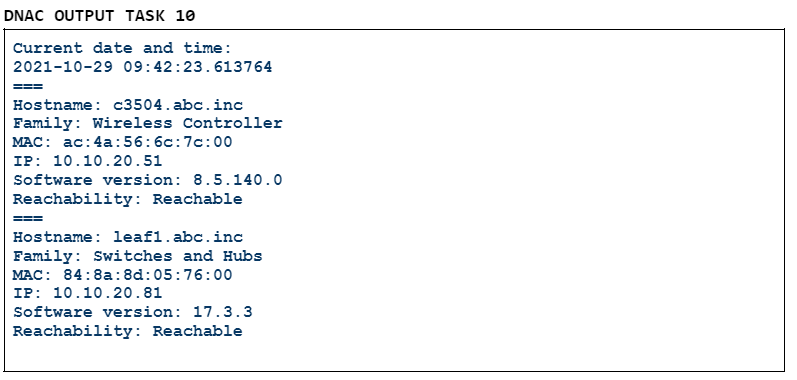 DNAC OUTPUT TASK 10
Current date and time:
2021-10-29 09:42:23.613764
===
Hostname: c3504.abc.inc
Family: Wireless Controller
MAC: ac:4a:56:6c:7c:00
IP: 10.10.20.51
Software version: 8.5.140.0
Reachability: Reachable
===
Hostname: leaf1.abc.inc
Family: Switches and Hubs
MAC: 84:8a:8d:05:76:00
IP: 10.10.20.81
Software version: 17.3.3
Reachability: Reachable